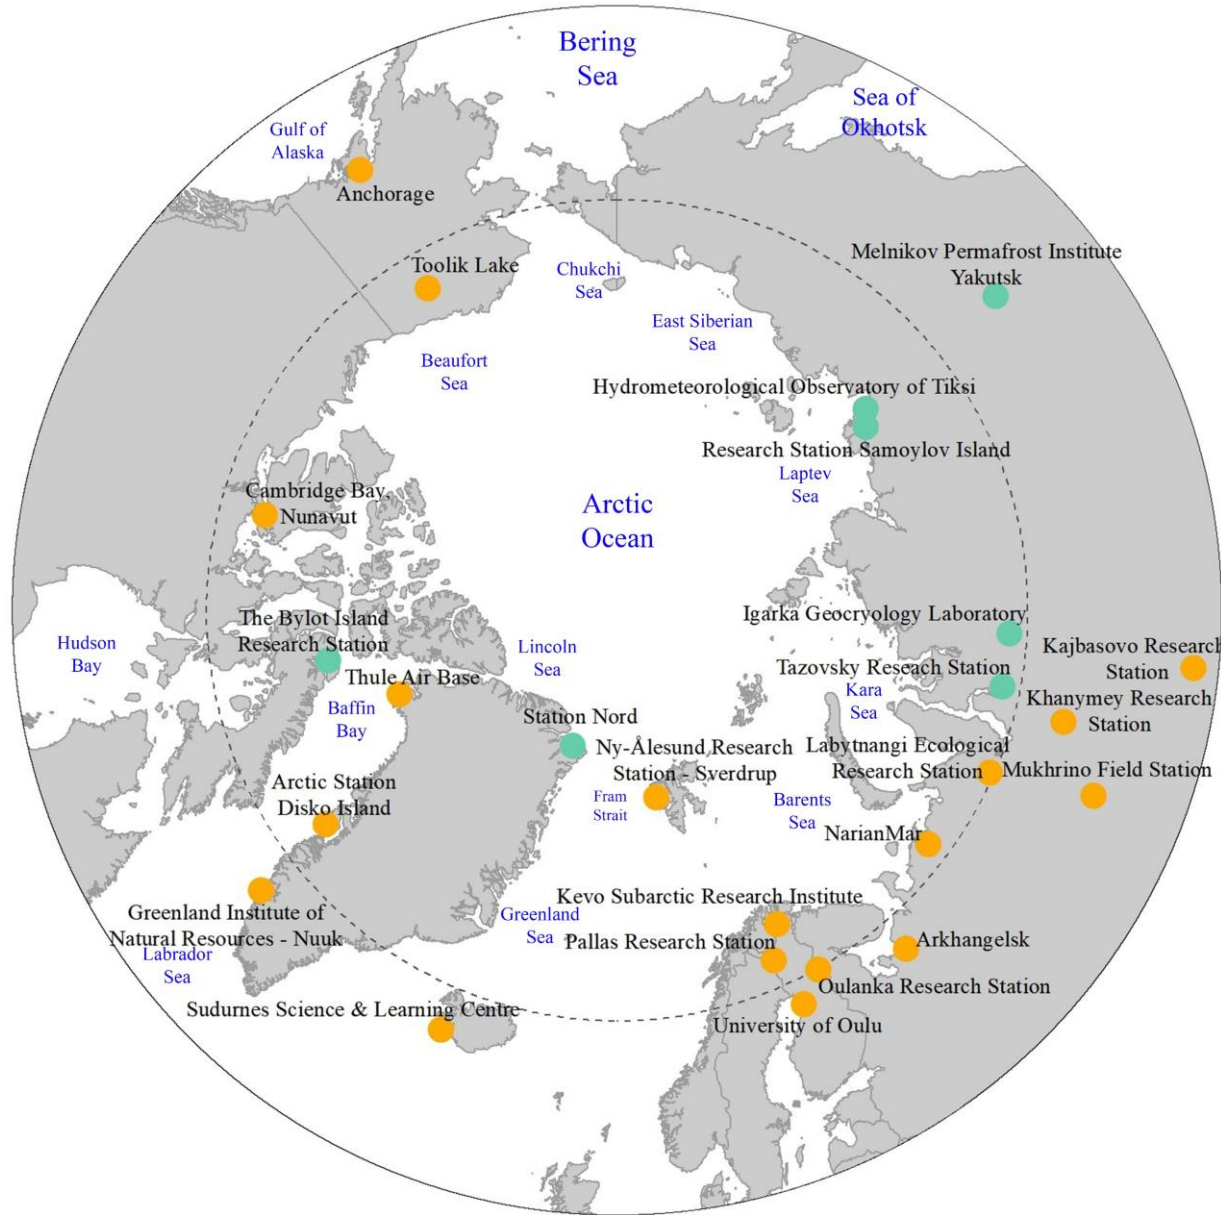 Bering
Sea
Sea of
Okhotsk
Gulf of
Alaska
Anchorage
Melnikov Permafrost Institute
Yakutsk
Toolik Lake
Chukchi
Sea
East Siberian
Sea
Beaufort
Sea
Hydrometeorological Observatory of Tiksi
Research Station Samoylov Island
Laptev
Sea
Cambridge Bay,
Nunavut
Arctic
Ocean
The Bylot Island
Research Station
Igarka Geocryology Laboratory
Hudson
Bay
Lincoln
Sea
Kajbasovo Research
Station
Thule Air Base
Tazovsky Reseach Station
Kara
Sea
Khanymey Research
Station
Baffin
Bay
Station Nord
Ny-Ålesund Research
Station - Sverdrup
Labytnangi Ecological
Research Station
Mukhrino Field Station
Arctic Station
Disko Island
Fram
Strait
Barents
Sea
NarianMar
Kevo Subarctic Research Institute
Greenland Institute of
Natural Resources - Nuuk
Greenland
Sea
Pallas Research Station
Arkhangelsk
Labrador
Sea
Oulanka Research Station
Sudurnes Science & Learning Centre
University of Oulu